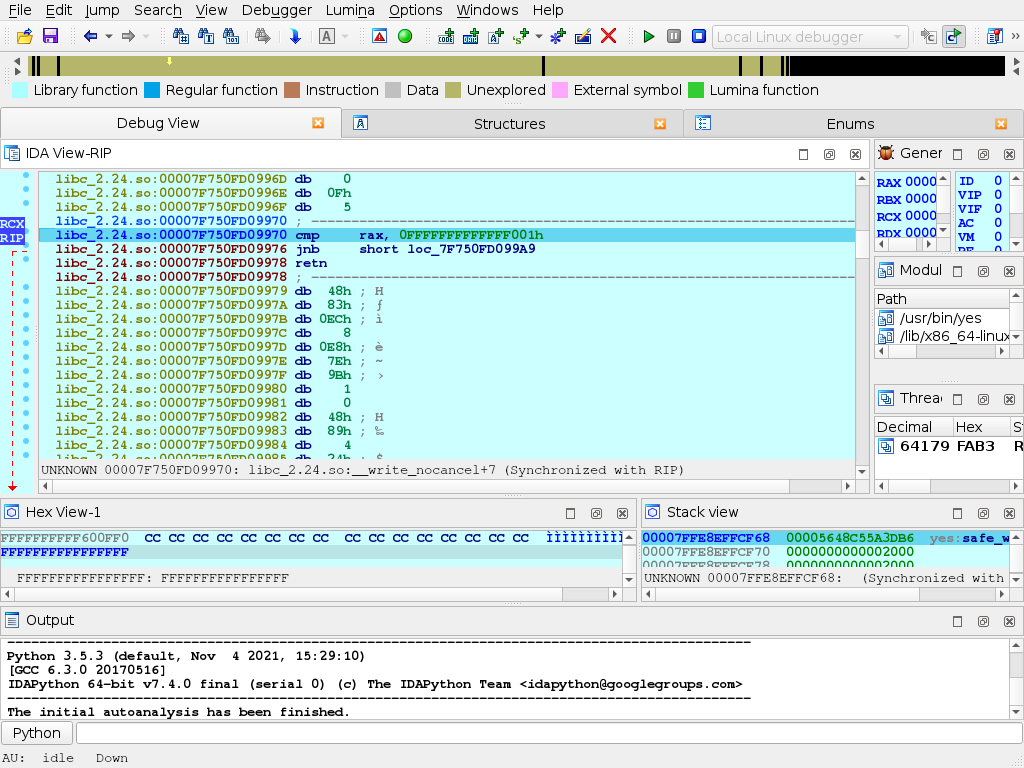 File Edit Jump Search View Debugger Lumina Options Windows Help
Local Linux debugger
Library function Regular function Instruction Data Unexplored External symbol Lumina function
Debug View Structures Enums
IDA View-RIP
RCX
RIP
libc_2.24.so:00007F750FD0996D db 0
libc_2.24.so:00007F750FD0996E db 0Fh
libc_2.24.so:00007F750FD0996F db 5
libc_2.24.so:00007F750FD09970 ; ---------------------------------------------------------------------------
libc_2.24.so:00007F750FD09970 cmp rax, 0FFFFFFFFFFFFF001h
libc_2.24.so:00007F750FD09976 jnb short loc_7F750FD099A9
libc_2.24.so:00007F750FD09978 retn
libc_2.24.so:00007F750FD09978 ; ---------------------------------------------------------------------------
libc_2.24.so:00007F750FD09979 db 48h ; H
libc_2.24.so:00007F750FD0997A db 83h ; ƒ
libc_2.24.so:00007F750FD0997B db 0ECh ; ì
libc_2.24.so:00007F750FD0997C db 8
libc_2.24.so:00007F750FD0997D db 0E8h ; è
libc_2.24.so:00007F750FD0997E db 7Eh ; ~
libc_2.24.so:00007F750FD0997F db 9Bh ; ›
libc_2.24.so:00007F750FD09980 db 1
libc_2.24.so:00007F750FD09981 db 0
libc_2.24.so:00007F750FD09982 db 48h ; H
libc_2.24.so:00007F750FD09983 db 89h ; ‰
libc_2.24.so:00007F750FD09984 db 4
libc_2.24.so:00007F750FD09985 db 24h ; $
UNKNOWN 00007F750FD09970: libc_2.24.so:__write_nocancel+7 (Synchronized with RIP)
Gener
RAX 0000 ID 0
RBX 0000 VIP 0
RCX 0000 VIF 0
RDX 0000 AC 0
VM 0
RF 0
Modul
Path
/usr/bin/yes
/lib/x86_64-linux
Threa
Decimal Hex S
64179 FAB3 R
Hex View-1
FFFFFFFFFF600FF0 CC CC CC CC CC CC CC CC CC CC CC CC CC CC CC CC ÌÌÌÌÌÌÌÌÌÌ
FFFFFFFFFFFFFFFF
FFFFFFFFFFFFFFFF: FFFFFFFFFFFFFFFF
Stack view
00007FFE8EFFCF68 00005648C55A3DB6 yes:safe_w
00007FFE8EFFCF70 0000000000002000
00007FFE8EFFCF78 0000000000002000
UNKNOWN 00007FFE8EFFCF68: (Synchronized with
Output
---------------------------------------------------------------------------------------------
Python 3.5.3 (default, Nov  4 2021, 15:29:10)
[GCC 6.3.0 20170516]
IDAPython 64-bit v7.4.0 final (serial 0) (c) The IDAPython Team <idapython@googlegroups.com>
---------------------------------------------------------------------------------------------
The initial autoanalysis has been finished.
Python
AU: idle Down